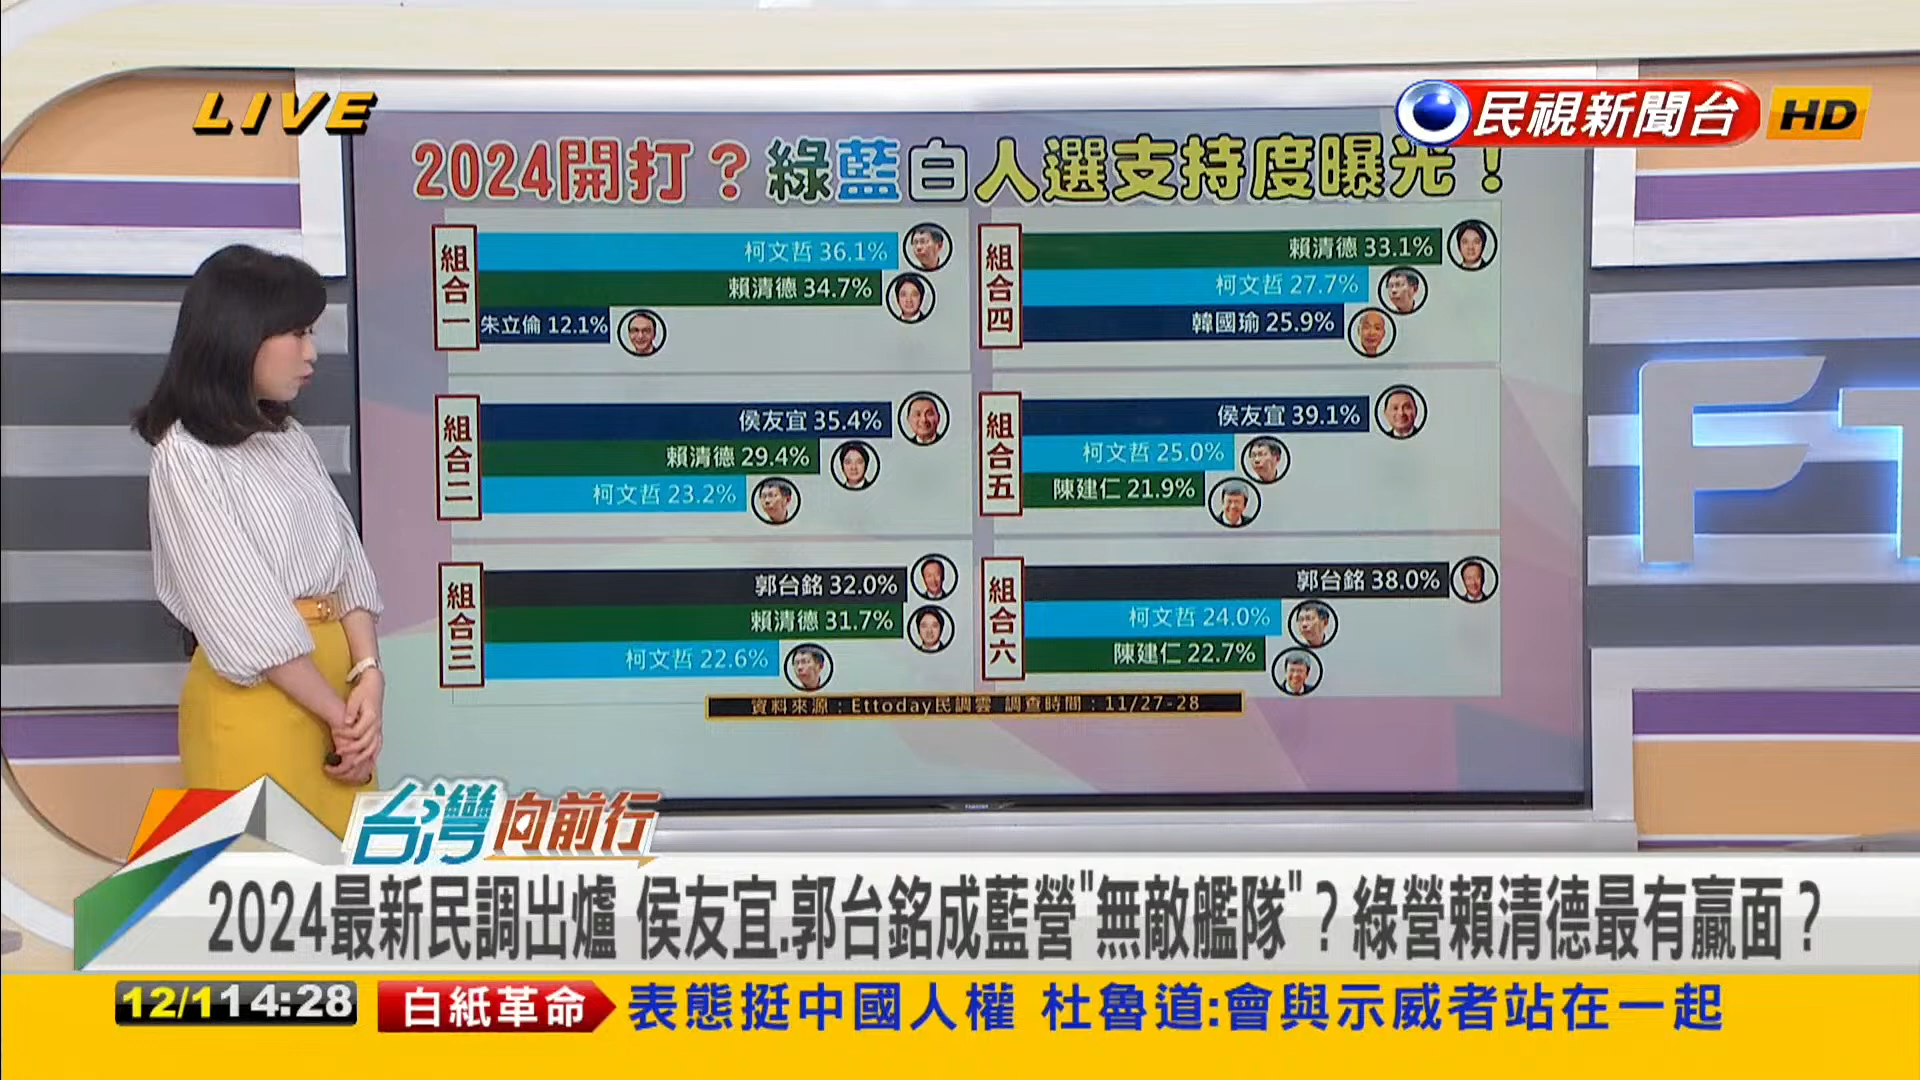 LIVE
民視新聞台 HD
2024開打？綠藍白人選支持度曝光！
組合一
柯文哲 36.1%
賴清德 34.7%
朱立倫 12.1%
組合二
侯友宜 35.4%
賴清德 29.4%
柯文哲 23.2%
組合三
郭台銘 32.0%
賴清德 31.7%
柯文哲 22.6%
組合四
賴清德 33.1%
柯文哲 27.7%
韓國瑜 25.9%
組合五
侯友宜 39.1%
柯文哲 25.0%
陳建仁 21.9%
組合六
郭台銘 38.0%
柯文哲 24.0%
陳建仁 22.7%
資料來源：Ettoday民調雲 調查時間：11/27-28
FT
台灣向前行
2024最新民調出爐 侯友宜.郭台銘成藍營"無敵艦隊"？綠營賴清德最有贏面？
12/1 14:28
白紙革命
表態挺中國人權 杜魯道:會與示威者站在一起